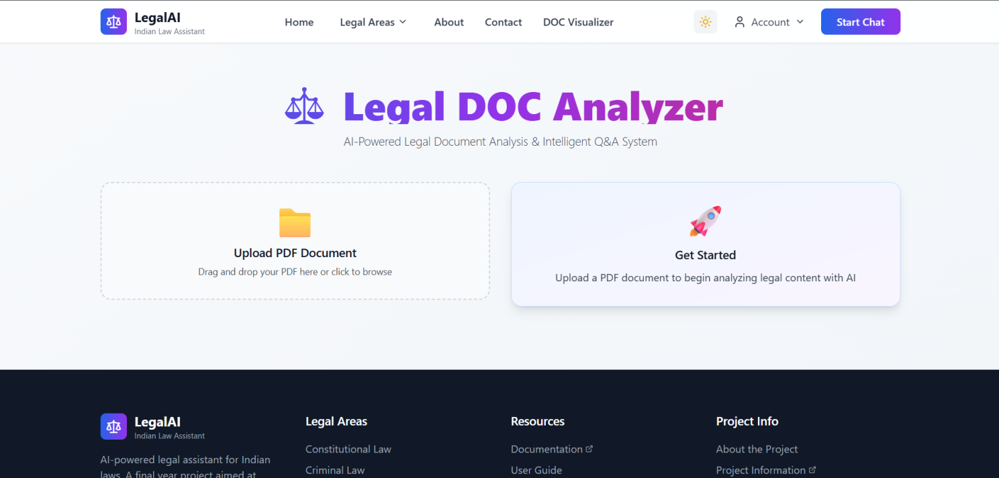 LegalAI
Indian Law Assistant
Home
Legal Areas
About
Contact
DOC Visualizer
Account
Start Chat
Legal DOC Analyzer
AI-Powered Legal Document Analysis & Intelligent Q&A System
Upload PDF Document
Drag and drop your PDF here or click to browse
Get Started
Upload a PDF document to begin analyzing legal content with AI
LegalAI
Indian Law Assistant
AI-powered legal assistant for Indian
laws. A final year project aimed at
Legal Areas
Constitutional Law
Criminal Law
Resources
Documentation
User Guide
Project Info
About the Project
Project Information